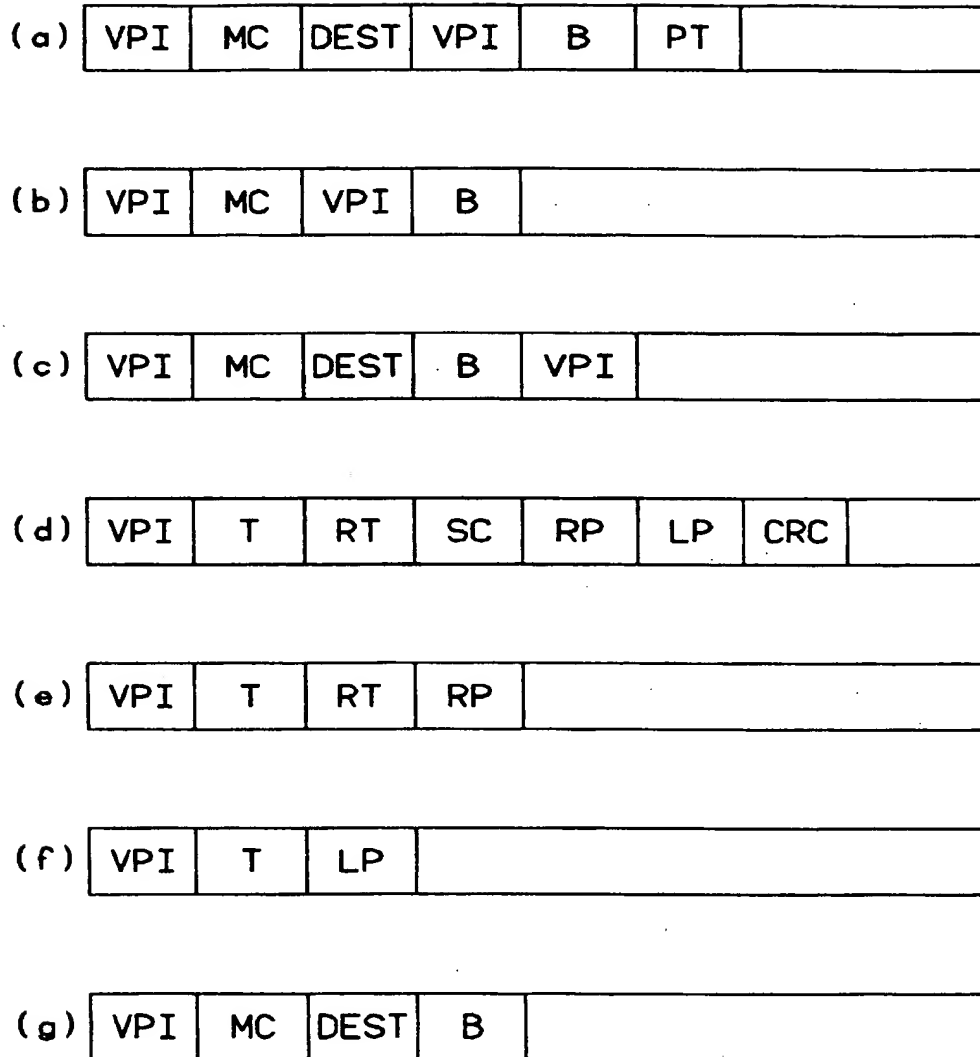 (a) VPI MC DEST VPI B PT
(b) VPI MC VPI B
(c) VPI MC DEST B VPI
(d) VPI T RT SC RP LP CRC
(e) VPI T RT RP
(f) VPI T LP
(g) VPI MC DEST B